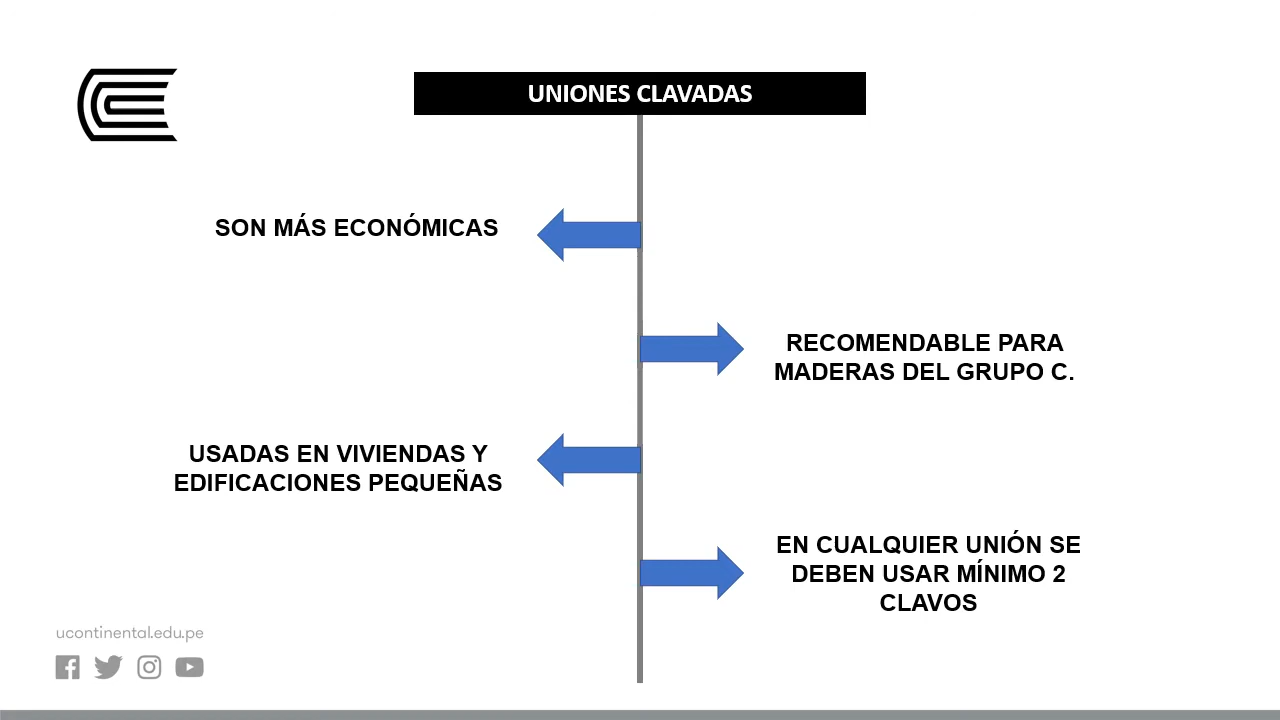 UNIONES CLAVADAS
SON MÁS ECONÓMICAS
RECOMENDABLE PARA
MADERAS DEL GRUPO C.
USADAS EN VIVIENDAS Y
EDIFICACIONES PEQUEÑAS
EN CUALQUIER UNIÓN SE
DEBEN USAR MÍNIMO 2
CLAVOS
ucontinental.edu.pe